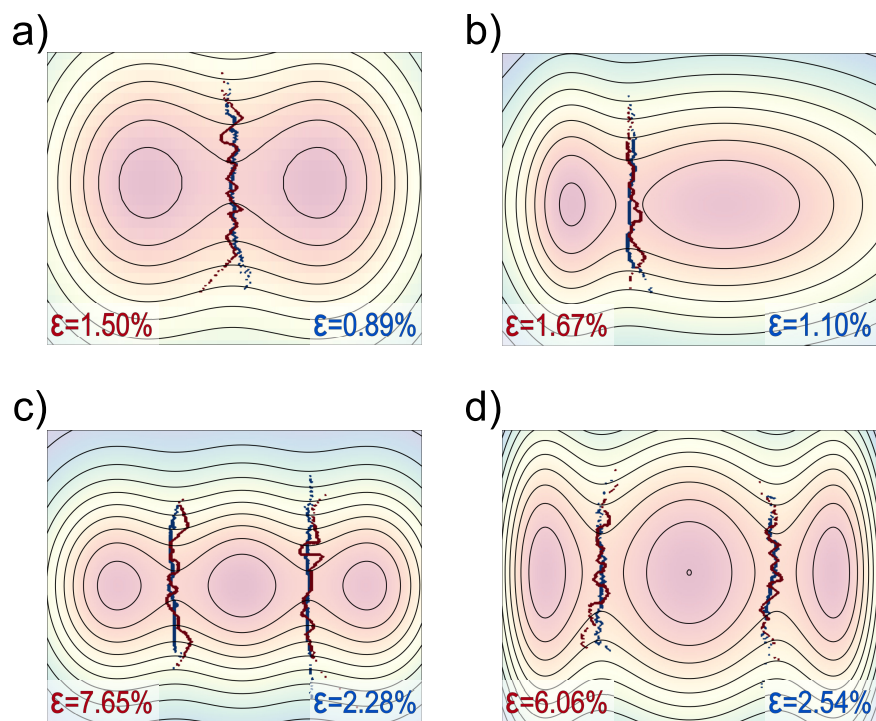 a)
b)
ε=1.50%
ε=0.89%
ε=1.67%
ε=1.10%
c)
d)
ε=7.65%
ε=2.28%
ε=6.06%
ε=2.54%